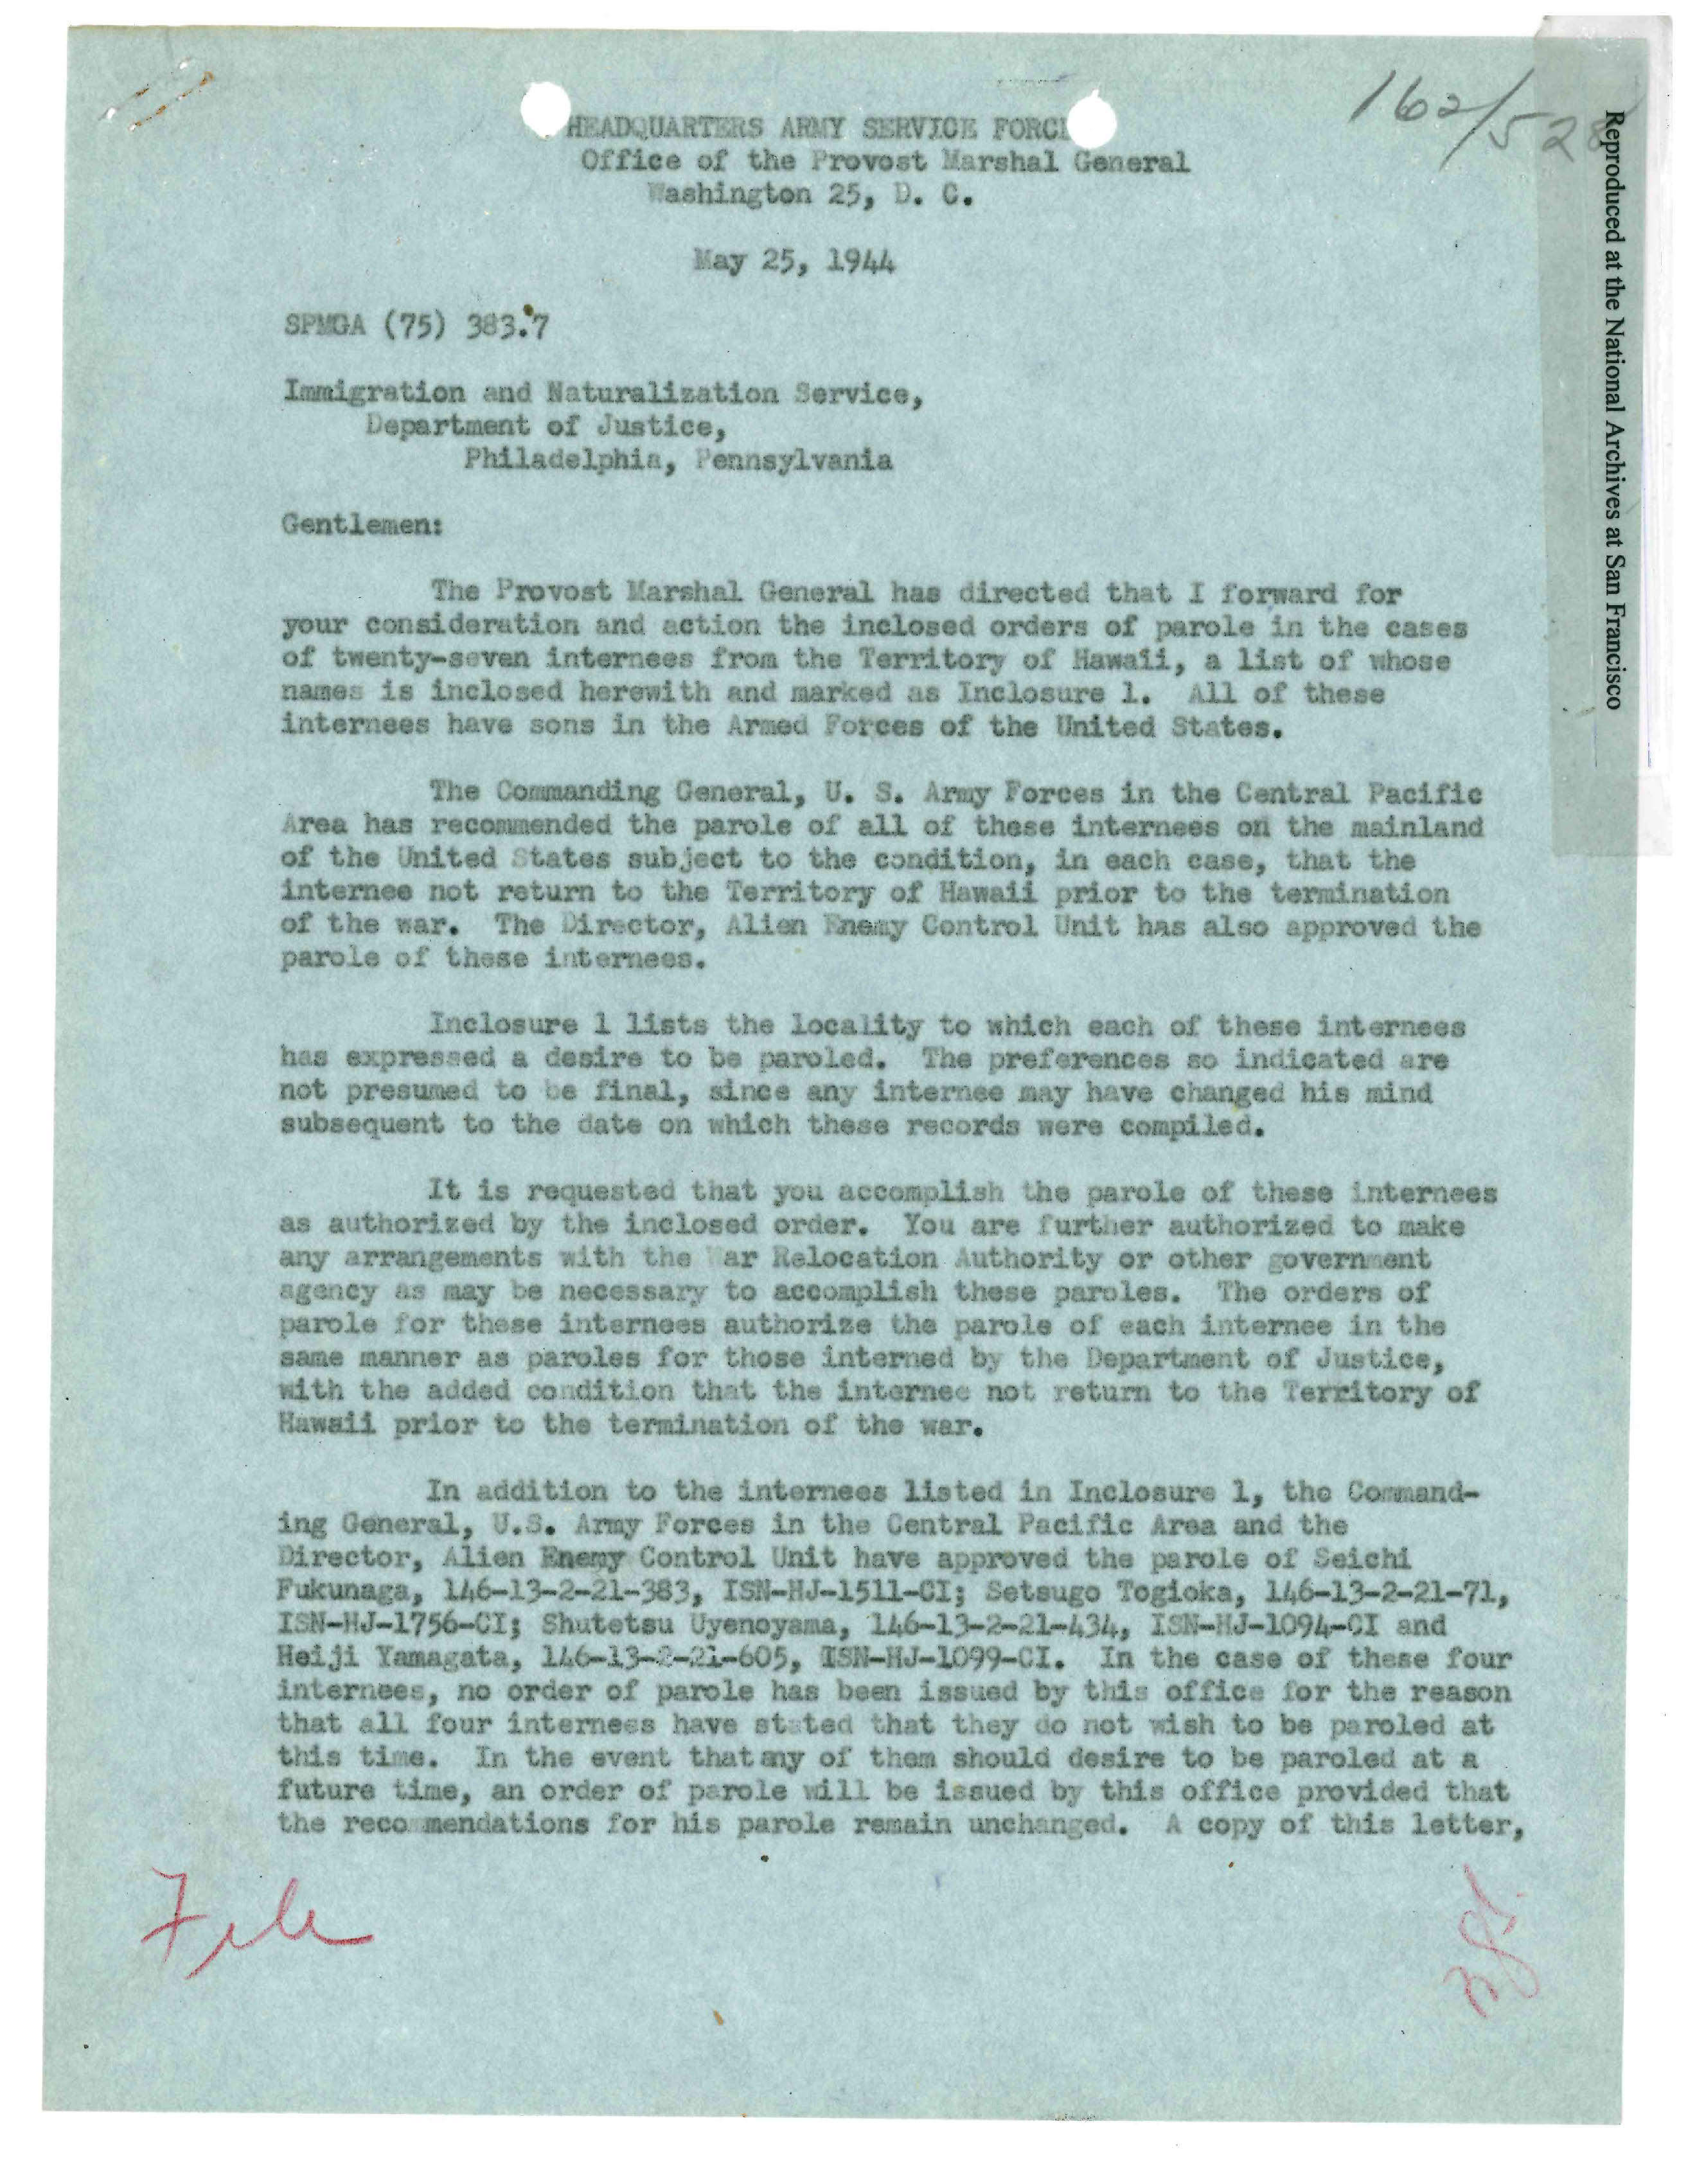 162/528
Reproduced at the National Archives at San Francisco
HEADQUARTERS ARMY SERVICE FORC
Office of the Provost Marshal General
Washington 25, D. C.
May 25, 1944
SPMGA (75) 383.7
Immigration and Naturalization Service,
Department of Justice,
Philadelphia, Pennsylvania
Gentlemen:
The Provost Marshal General has directed that I forward for
your consideration and action the inclosed orders of parole in the cases
of twenty-seven internees from the Territory of Hawaii, a list of whose
names is inclosed herewith and marked as Inclosure 1. All of these
internees have sons in the Armed Forces of the United States.
The Commanding General, U. S. Army Forces in the Central Pacific
Area has recommended the parole of all of these internees on the mainland
of the United States subject to the condition, in each case, that the
internee not return to the Territory of Hawaii prior to the termination
of the war. The Director, Alien Enemy Control Unit has also approved the
parole of these internees.
Inclosure 1 lists the locality to which each of these internees
has expressed a desire to be paroled. The preferences so indicated are
not presumed to be final, since any internee may have changed his mind
subsequent to the date on which these records were compiled.
It is requested that you accomplish the parole of these internees
as authorized by the inclosed order. You are further authorized to make
any arrangements with the War Relocation Authority or other government
agency as may be necessary to accomplish these paroles. The orders of
parole for these internees authorize the parole of each internee in the
same manner as paroles for those interned by the Department of Justice,
with the added condition that the internee not return to the Territory of
Hawaii prior to the termination of the war.
In addition to the internees listed in Inclosure 1, the Command-
ing General, U.S. Army Forces in the Central Pacific Area and the
Director, Alien Enemy Control Unit have approved the parole of Seichi
Fukunaga, 146-13-2-21-383, ISN-HJ-1511-CI; Setsugo Togioka, 146-13-2-21-71,
ISN-HJ-1756-CI; Shutetsu Uyenoyama, 146-13-2-21-434, ISN-HJ-1094-CI and
Heiji Yamagata, 146-13-2-21-605, ISN-HJ-1099-CI. In the case of these four
internees, no order of parole has been issued by this office for the reason
that all four internees have stated that they do not wish to be paroled at
this time. In the event that any of them should desire to be paroled at a
future time, an order of parole will be issued by this office provided that
the recommendations for his parole remain unchanged. A copy of this letter,
File